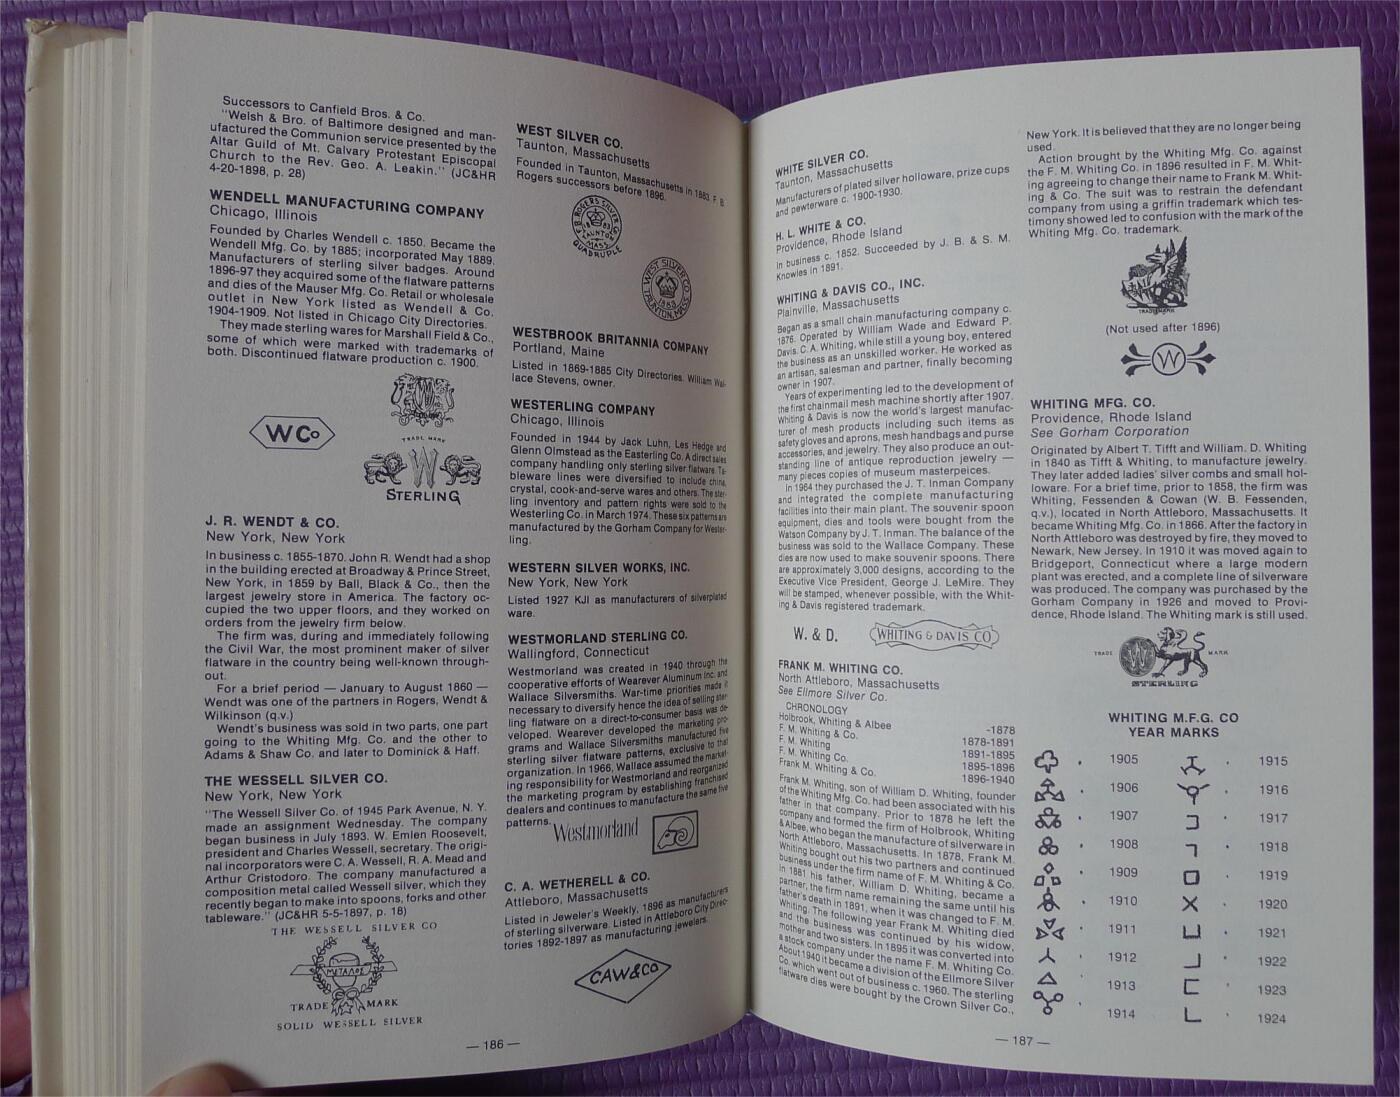 Successors to Canfield Bros. & Co.
"Welsh & Bro. of Baltimore designed and man-
ufactured the Communion service presented by the
Altar Guild of Mt. Calvary Protestant Episcopal
Church to the Rev. Geo. A. Leakin." (JC&HR
4-20-1898, p. 28)
WENDELL MANUFACTURING COMPANY
Chicago, Illinois
Founded by Charles Wendell c. 1850. Became the
Wendell Mfg. Co. by 1885; incorporated May 1889.
Manufacturers of sterling silver badges. Around
1896-97 they acquired some of the flatware patterns
and dies of the Mauser Mfg. Co. Retail or wholesale
outlet in New York listed as Wendell & Co.
1904-1909. Not listed in Chicago City Directories.
They made sterling wares for Marshall Field & Co.,
some of which were marked with trademarks of
both. Discontinued flatware production c. 1900.
WCo
TRADE MARK
W
STERLING
J. R. WENDT & CO.
New York, New York
In business c. 1855-1870. John R. Wendt had a shop
in the building erected at Broadway & Prince Street,
New York, in 1859 by Ball, Black & Co., then the
largest jewelry store in America. The factory oc-
cupied the two upper floors, and they worked on
orders from the jewelry firm below.
The firm was, during and immediately following
the Civil War, the most prominent maker of silver
flatware in the country being well-known through-
out.
For a brief period — January to August 1860 —
Wendt was one of the partners in Rogers, Wendt &
Wilkinson (q.v.)
Wendt's business was sold in two parts, one part
going to the Whiting Mfg. Co. and the other to
Adams & Shaw Co. and later to Dominick & Haff.
THE WESSELL SILVER CO.
New York, New York
"The Wessell Silver Co. of 1945 Park Avenue, N. Y.
made an assignment Wednesday. The company
began business in July 1893. W. Emlen Roosevelt,
president and Charles Wessell, secretary. The origi-
nal incorporators were C. A. Wessell, R. A. Mead and
Arthur Cristodoro. The company manufactured a
composition metal called Wessell silver, which they
recently began to make into spoons, forks and other
tableware." (JC&HR 5-5-1897, p. 18)
THE WESSELL SILVER CO
ΜΕΤΑΛΟΣ
TRADE MARK
SOLID WESSELL SILVER
WEST SILVER CO.
Taunton, Massachusetts
Founded in Taunton, Massachusetts in 1883. F. B.
Rogers successors before 1896.
F.B. ROGERS SILVER CO.
1883
TAUNTON
MASS
QUADRUPLE
WEST SILVER CO
1883
TAUNTON, MASS
WESTBROOK BRITANNIA COMPANY
Portland, Maine
Listed in 1869-1885 City Directories. William Wal-
lace Stevens, owner.
WESTERLING COMPANY
Chicago, Illinois
Founded in 1944 by Jack Luhn, Les Hedge and
Glenn Olmstead as the Easterling Co. A direct sales
company handling only sterling silver flatware. Ta-
bleware lines were diversified to include china,
crystal, cook-and-serve wares and others. The ster-
ling inventory and pattern rights were sold to the
Westerling Co. in March 1974. These six patterns are
manufactured by the Gorham Company for Wester-
ling.
WESTERN SILVER WORKS, INC.
New York, New York
Listed 1927 KJI as manufacturers of silverplated
ware.
WESTMORLAND STERLING CO.
Wallingford, Connecticut
Westmorland was created in 1940 through the
cooperative efforts of Wearever Aluminum Inc. and
Wallace Silversmiths. War-time priorities made it
necessary to diversify hence the idea of selling ster-
ling flatware on a direct-to-consumer basis was de-
veloped. Wearever developed the marketing pro-
grams and Wallace Silversmiths manufactured five
sterling silver flatware patterns, exclusive to that
organization. In 1966, Wallace assumed the market-
ing responsibility for Westmorland and reorganized
the marketing program by establishing franchised
dealers and continues to manufacture the same five
patterns.
Westmorland
C. A. WETHERELL & CO.
Attleboro, Massachusetts
Listed in Jeweler's Weekly, 1896 as manufacturers
of sterling silverware. Listed in Attleboro City Direc-
tories 1892-1897 as manufacturing jewelers.
CAW&CO
— 186 —
WHITE SILVER CO.
Taunton, Massachusetts
Manufacturers of plated silver holloware, prize cups
and pewterware c. 1900-1930.
H. L. WHITE & CO.
Providence, Rhode Island
In business c. 1852. Succeeded by J. B. & S. M.
Knowles in 1891.
WHITING & DAVIS CO., INC.
Plainville, Massachusetts
Began as a small chain manufacturing company c.
1876. Operated by William Wade and Edward P.
Davis. C. A. Whiting, while still a young boy, entered
the business as an unskilled worker. He worked as
an artisan, salesman and partner, finally becoming
owner in 1907.
Years of experimenting led to the development of
the first chainmail mesh machine shortly after 1907.
Whiting & Davis is now the world's largest manufac-
turer of mesh products including such items as
safety gloves and aprons, mesh handbags and purse
accessories, and jewelry. They also produce an out-
standing line of antique reproduction jewelry —
many pieces copies of museum masterpeices.
In 1964 they purchased the J. T. Inman Company
and integrated the complete manufacturing
facilities into their main plant. The souvenir spoon
equipment, dies and tools were bought from the
Watson Company by J. T. Inman. The balance of the
business was sold to the Wallace Company. These
dies are now used to make souvenir spoons. There
are approximately 3,000 designs, according to the
Executive Vice President, George J. LeMire. They
will be stamped, whenever possible, with the Whit-
ing & Davis registered trademark.
W. & D.
WHITING & DAVIS CO
FRANK M. WHITING CO.
North Attleboro, Massachusetts
See Ellmore Silver Co.
CHRONOLOGY
Holbrook, Whiting & Albee -1878
F. M. Whiting & Co. 1878-1891
F. M. Whiting 1891-1895
F. M. Whiting Co. 1895-1896
Frank M. Whiting & Co. 1896-1940
Frank M. Whiting, son of William D. Whiting, founder
of the Whiting Mfg. Co. had been associated with his
father in that company. Prior to 1878 he left the
company and formed the firm of Holbrook, Whiting
& Albee, who began the manufacture of silverware in
North Attleboro, Massachusetts. In 1878, Frank M.
Whiting bought out his two partners and continued
business under the firm name of F. M. Whiting & Co.
In 1881 his father, William D. Whiting, became a
partner, the firm name remaining the same until his
father's death in 1891, when it was changed to F. M.
Whiting. The following year Frank M. Whiting died
and the business was continued by his widow,
mother and two sisters. In 1895 it was converted into
a stock company under the name F. M. Whiting Co.
About 1940 it became a division of the Ellmore Silver
Co. which went out of business c. 1960. The sterling
flatware dies were bought by the Crown Silver Co.,
New York. It is believed that they are no longer being
used.
Action brought by the Whiting Mfg. Co. against
the F. M. Whiting Co. in 1896 resulted in F. M. Whit-
ing agreeing to change their name to Frank M. Whit-
ing & Co. The suit was to restrain the defendant
company from using a griffin trademark which tes-
timony showed led to confusion with the mark of the
Whiting Mfg. Co. trademark.
TRADEMARK
(Not used after 1896)
W
WHITING MFG. CO.
Providence, Rhode Island
See Gorham Corporation
Originated by Albert T. Tifft and William. D. Whiting
in 1840 as Tifft & Whiting, to manufacture jewelry.
They later added ladies' silver combs and small hol-
loware. For a brief time, prior to 1858, the firm was
Whiting, Fessenden & Cowan (W. B. Fessenden,
q.v.), located in North Attleboro, Massachusetts. It
became Whiting Mfg. Co. in 1866. After the factory in
North Attleboro was destroyed by fire, they moved to
Newark, New Jersey. In 1910 it was moved again to
Bridgeport, Connecticut where a large modern
plant was erected, and a complete line of silverware
was produced. The company was purchased by the
Gorham Company in 1926 and moved to Provi-
dence, Rhode Island. The Whiting mark is still used.
TRADE W MARK
STERLING
WHITING M.F.G. CO
YEAR MARKS
1905 1915
1906 1916
1907 1917
1908 1918
1909 1919
1910 1920
1911 1921
1912 1922
1913 1923
1914 1924
— 187 —